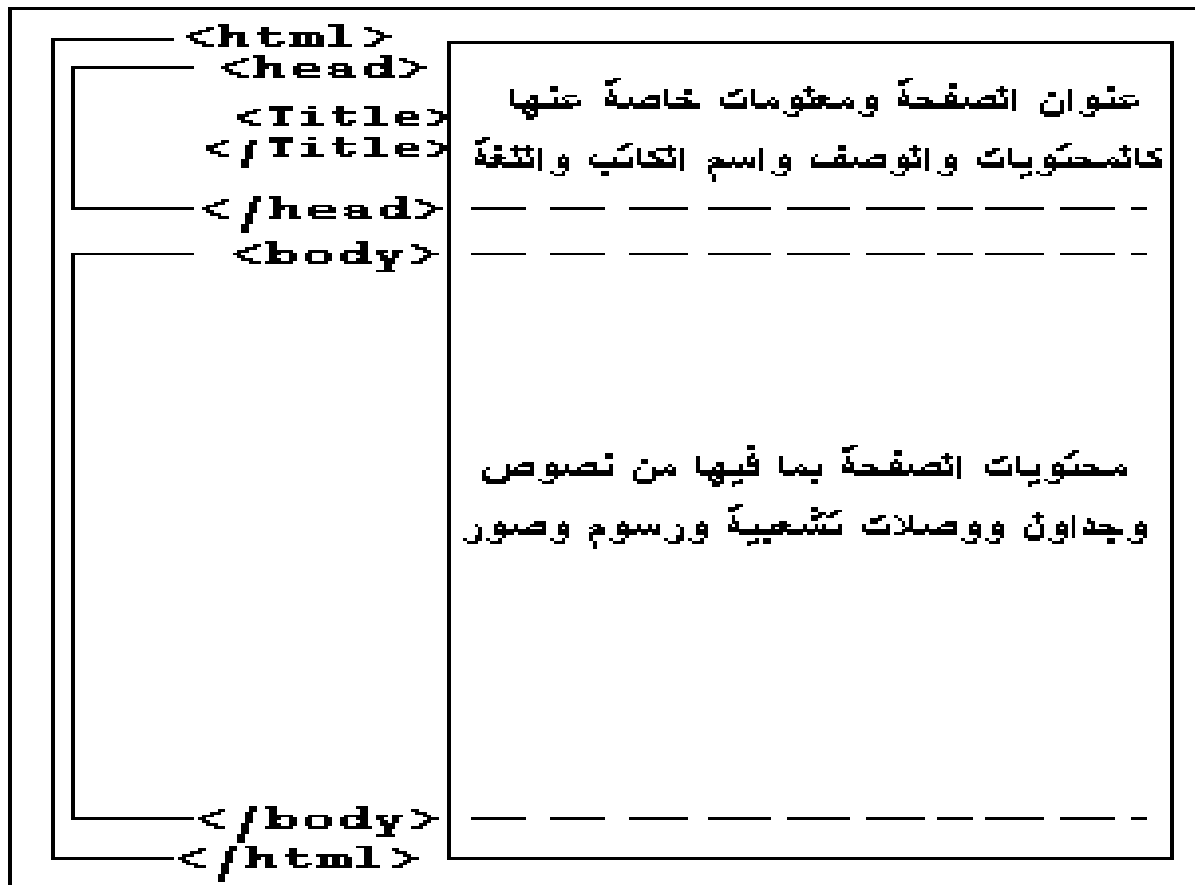 <html>
<head>
<Title>
</Title>
</head>
<body>
عنوان الصفحة ومعلومات خاصة عنها
كالمحتويات والوصف واسم الكاتب واللغة
محتويات الصفحة بما فيها من نصوص
وجداول ووصلات تشعبية ورسوم وصور
</body>
</html>